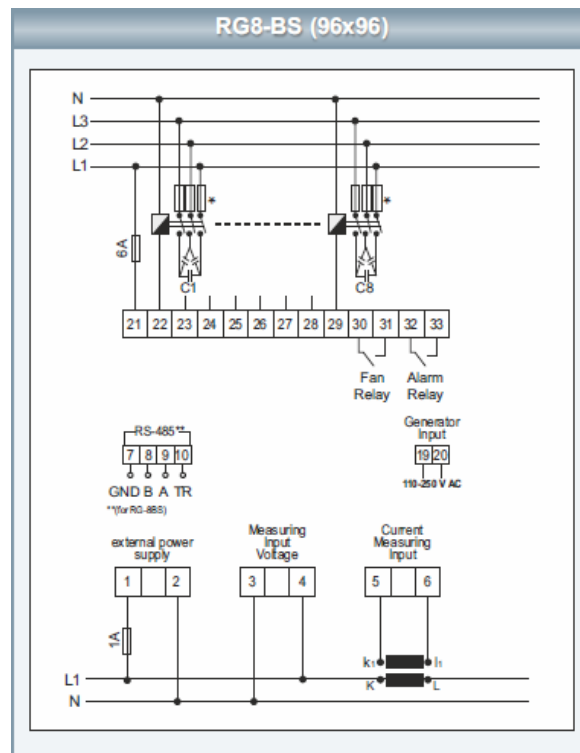 RG8-BS (96x96)
N
L3
L2
L1
*
*
6A
C1
C8
21 22 23 24 25 26 27 28 29 30 31 32 33
Fan
Relay
Alarm
Relay
RS-485**
7 8 9 10
GND B A TR
**(for RG-8BS)
Generator
Input
19 20
110-250 V AC
external power
supply
1 2
Measuring
Input
Voltage
3 4
Current
Measuring
Input
5 6
1A
k1 l1
L1
K L
N